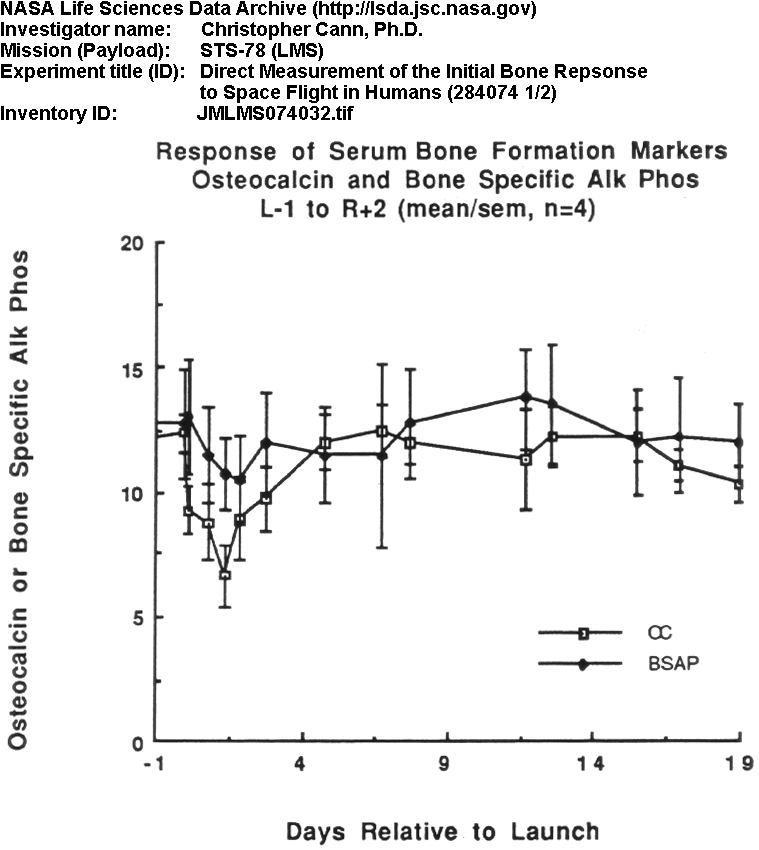 NASA Life Sciences Data Archive (http://lsda.jsc.nasa.gov)
Investigator name: Christopher Cann, Ph.D.
Mission (Payload): STS-78 (LMS)
Experiment title (ID): Direct Measurement of the Initial Bone Repsonse
to Space Flight in Humans (284074 1/2)
Inventory ID: JMLMS074032.tif
Response of Serum Bone Formation Markers
Osteocalcin and Bone Specific Alk Phos
L-1 to R+2 (mean/sem, n=4)
Osteocalcin or Bone Specific Alk Phos
20
15
10
5
0
OC
BSAP
-1 4 9 14 19
Days Relative to Launch